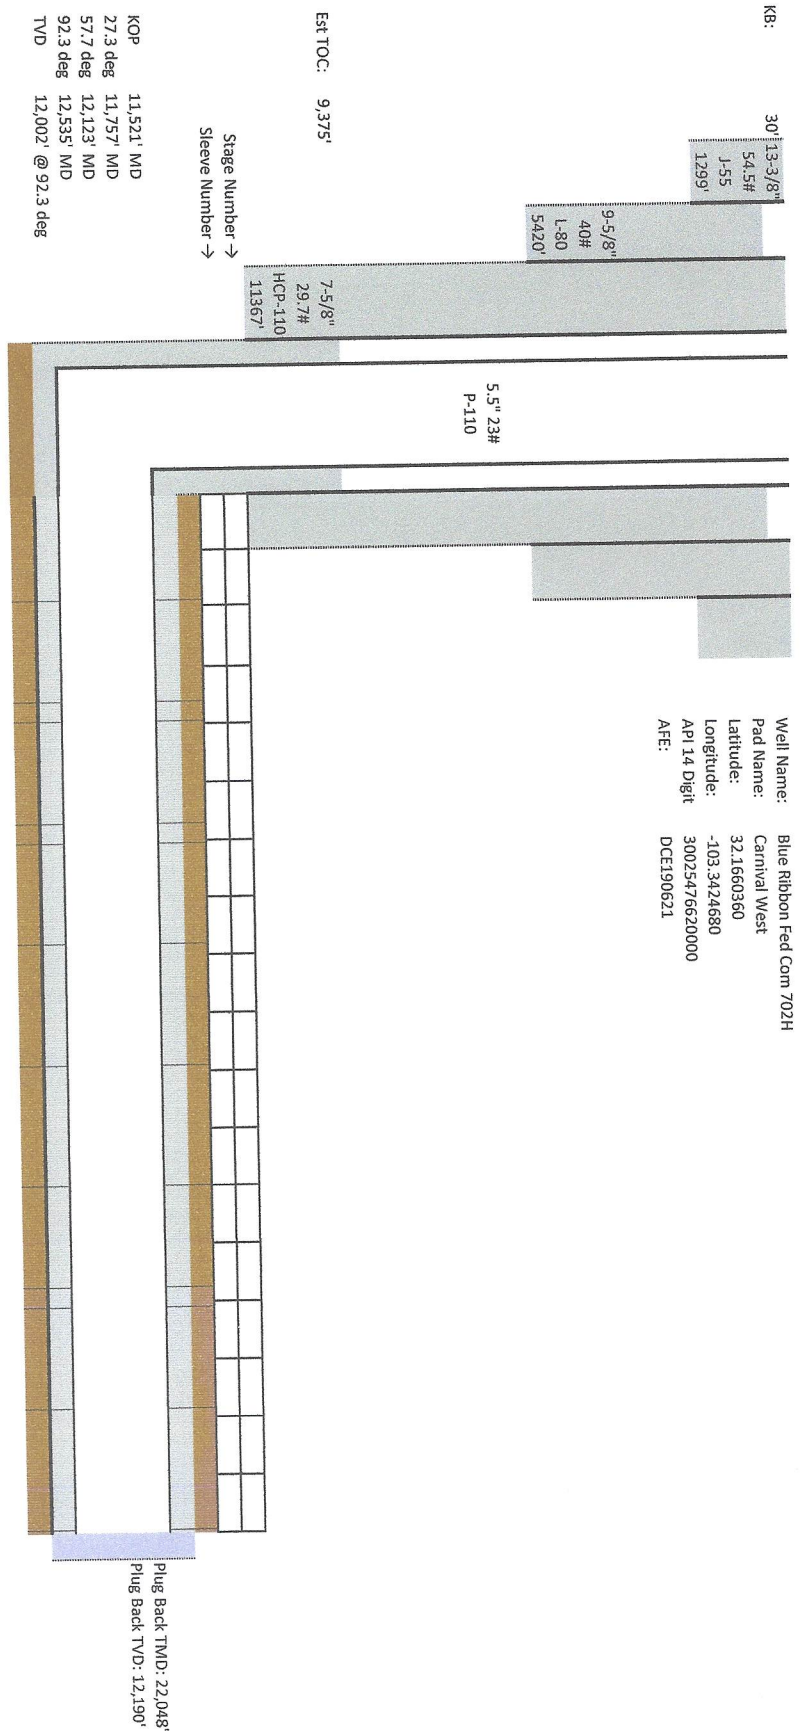 KB: 30'
13-3/8"
54.5#
J-55
1299'
9-5/8"
40#
L-80
5420'
7-5/8"
29.7#
HCP-110
11367'
5.5" 23#
P-110
Well Name: Blue Ribbon Fed Com 702H
Pad Name: Carnival West
Latitude: 32.1660360
Longitude: -103.3424680
API 14 Digit 30025476620000
AFE: DCE190621
Est TOC: 9,375'
Stage Number →
Sleeve Number →
KOP 11,521' MD
27.3 deg 11,757' MD
57.7 deg 12,123' MD
92.3 deg 12,535' MD
TVD 12,002' @ 92.3 deg
Plug Back TMD: 22,048'
Plug Back TVD: 12,190'